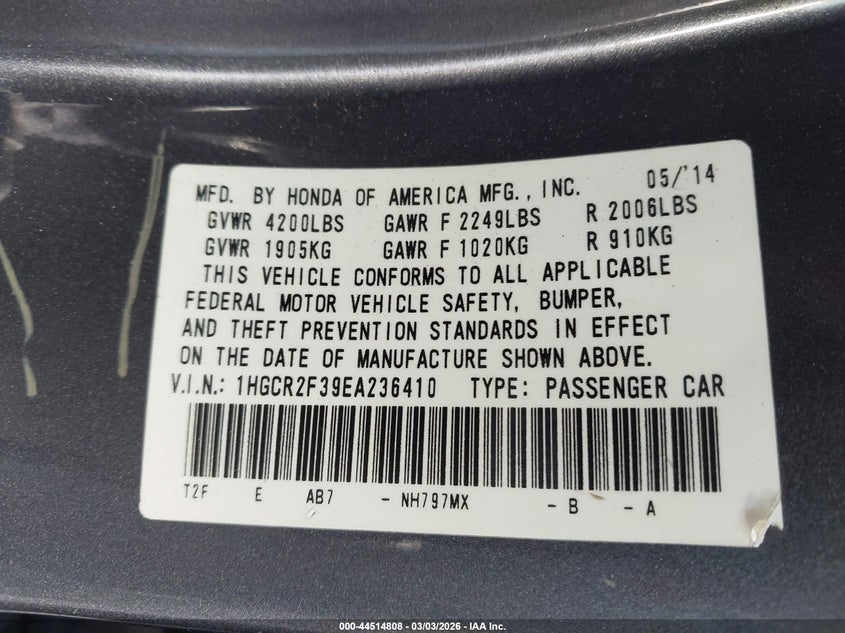 MFD. BY HONDA OF AMERICA MFG., INC. 05/'14
GVWR 4200LBS GAWR F 2249LBS R 2006LBS
GVWR 1905KG GAWR F 1020KG R 910KG
THIS VEHICLE CONFORMS TO ALL APPLICABLE
FEDERAL MOTOR VEHICLE SAFETY, BUMPER,
AND THEFT PREVENTION STANDARDS IN EFFECT
ON THE DATE OF MANUFACTURE SHOWN ABOVE.
V.I.N.: 1HGCR2F39EA236410 TYPE: PASSENGER CAR
T2F E AB7 - NH797MX - B - A
000-44514808 - 03/03/2026 - IAA Inc.